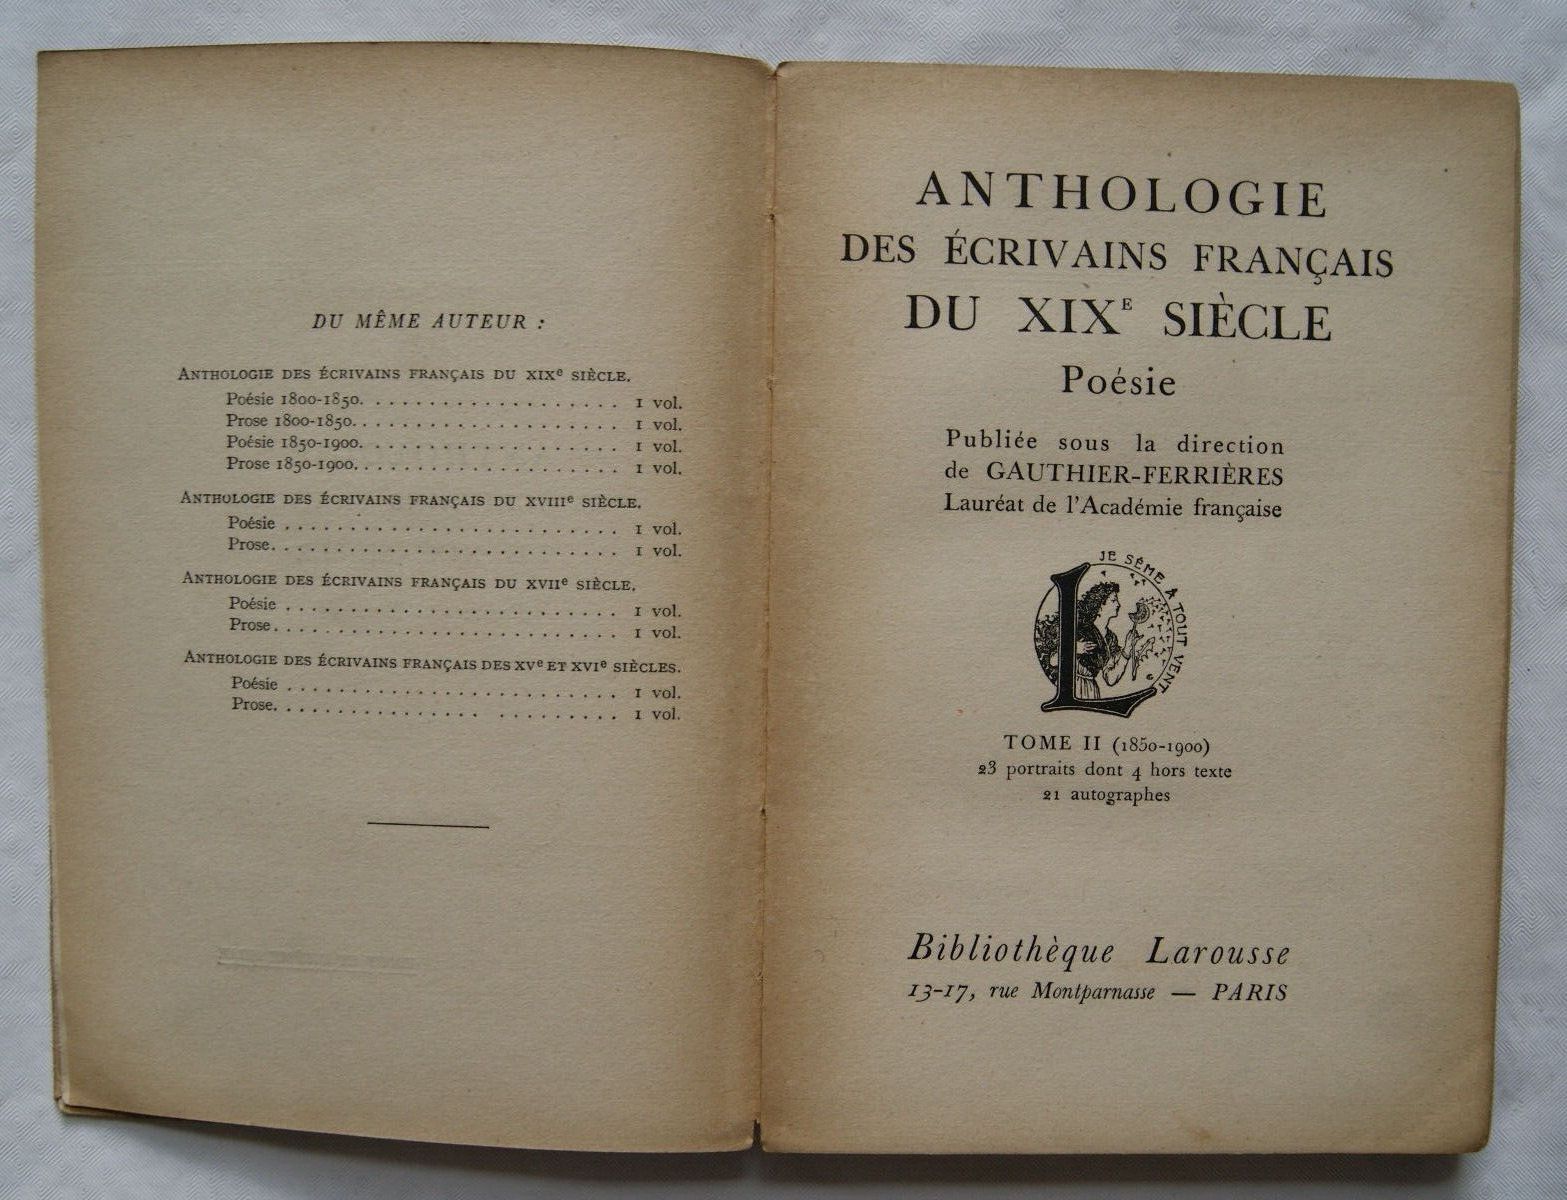 DU MÊME AUTEUR :
ANTHOLOGIE DES ÉCRIVAINS FRANÇAIS DU XIXe SIÈCLE.
Poésie 1800-1850. . . . . . . . . . . . . . . . . . . . 1 vol.
Prose 1800-1850. . . . . . . . . . . . . . . . . . . . . 1 vol.
Poésie 1850-1900. . . . . . . . . . . . . . . . . . . . 1 vol.
Prose 1850-1900. . . . . . . . . . . . . . . . . . . . . 1 vol.
ANTHOLOGIE DES ÉCRIVAINS FRANÇAIS DU XVIIIe SIÈCLE.
Poésie . . . . . . . . . . . . . . . . . . . . . . . . . . 1 vol.
Prose. . . . . . . . . . . . . . . . . . . . . . . . . . . 1 vol.
ANTHOLOGIE DES ÉCRIVAINS FRANÇAIS DU XVIIe SIÈCLE.
Poésie . . . . . . . . . . . . . . . . . . . . . . . . . . 1 vol.
Prose. . . . . . . . . . . . . . . . . . . . . . . . . . . 1 vol.
ANTHOLOGIE DES ÉCRIVAINS FRANÇAIS DES XVe ET XVIe SIÈCLES.
Poésie . . . . . . . . . . . . . . . . . . . . . . . . . . 1 vol.
Prose. . . . . . . . . . . . . . . . . . . . . . . . . . 1 vol.
ANTHOLOGIE
DES ÉCRIVAINS FRANÇAIS
DU XIXE SIÈCLE
Poésie
Publiée sous la direction
de GAUTHIER-FERRIÈRES
Lauréat de l'Académie française
JE SÈME À TOUT VENT
L
TOME II (1850-1900)
23 portraits dont 4 hors texte
21 autographes
Bibliothèque Larousse
13-17, rue Montparnasse — PARIS